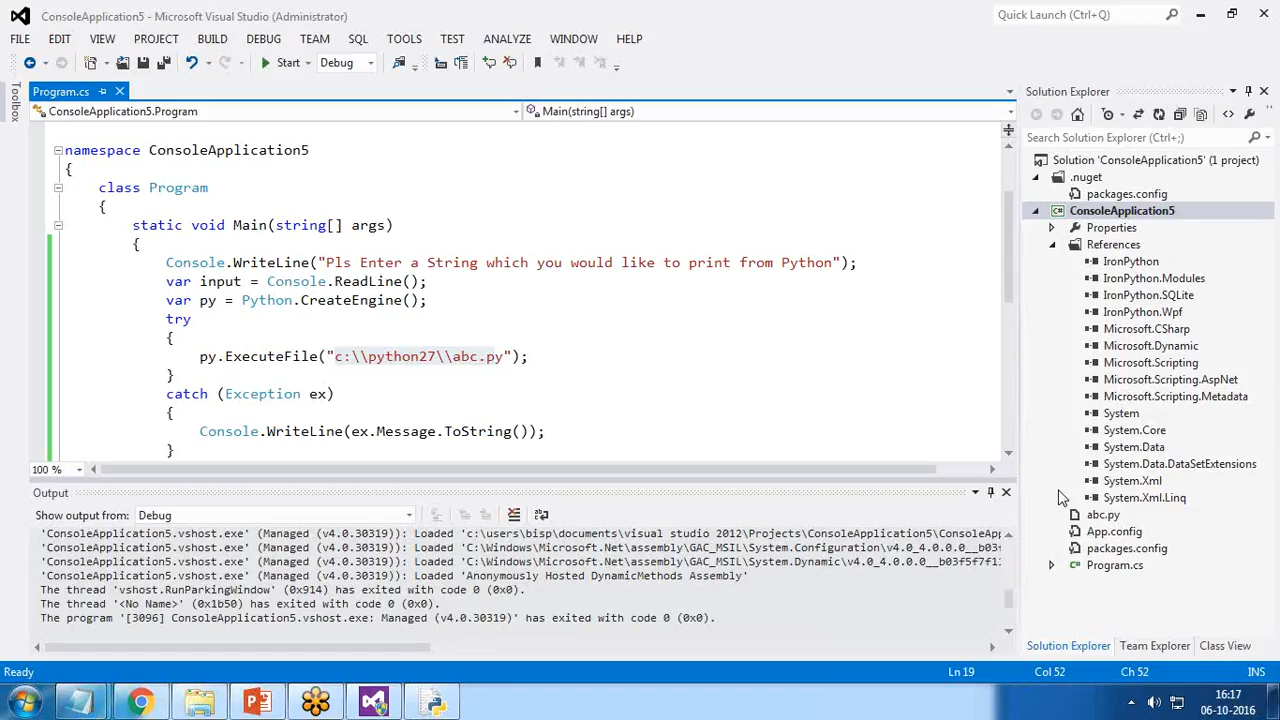 ConsoleApplication5 - Microsoft Visual Studio (Administrator)
Quick Launch (Ctrl+Q)
FILE EDIT VIEW PROJECT BUILD DEBUG TEAM SQL TOOLS TEST ANALYZE WINDOW HELP
Start Debug
Toolbox
Program.cs
ConsoleApplication5.Program
Main(string[] args)
namespace ConsoleApplication5
{
class Program
{
static void Main(string[] args)
{
Console.WriteLine("Pls Enter a String which you would like to print from Python");
var input = Console.ReadLine();
var py = Python.CreateEngine();
try
{
py.ExecuteFile("c:\\python27\\abc.py");
}
catch (Exception ex)
{
Console.WriteLine(ex.Message.ToString());
}
100 %
Output
Show output from: Debug
'ConsoleApplication5.vshost.exe' (Managed (v4.0.30319)): Loaded 'c:\users\bisp\documents\visual studio 2012\Projects\ConsoleApplication5\ConsoleApp
'ConsoleApplication5.vshost.exe' (Managed (v4.0.30319)): Loaded 'C:\Windows\Microsoft.Net\assembly\GAC_MSIL\System.Configuration\v4.0_4.0.0.0__b03f
'ConsoleApplication5.vshost.exe' (Managed (v4.0.30319)): Loaded 'C:\Windows\Microsoft.Net\assembly\GAC_MSIL\System.Dynamic\v4.0_4.0.0.0__b03f5f7f11
'ConsoleApplication5.vshost.exe' (Managed (v4.0.30319)): Loaded 'Anonymously Hosted DynamicMethods Assembly'
The thread 'vshost.RunParkingWindow' (0x914) has exited with code 0 (0x0).
The thread '<No Name>' (0x1b50) has exited with code 0 (0x0).
The program '[3096] ConsoleApplication5.vshost.exe: Managed (v4.0.30319)' has exited with code 0 (0x0).
Solution Explorer
Search Solution Explorer (Ctrl+;)
Solution 'ConsoleApplication5' (1 project)
.nuget
packages.config
ConsoleApplication5
Properties
References
IronPython
IronPython.Modules
IronPython.SQLite
IronPython.Wpf
Microsoft.CSharp
Microsoft.Dynamic
Microsoft.Scripting
Microsoft.Scripting.AspNet
Microsoft.Scripting.Metadata
System
System.Core
System.Data
System.Data.DataSetExtensions
System.Xml
System.Xml.Linq
abc.py
App.config
packages.config
Program.cs
Solution Explorer Team Explorer Class View
Ready
Ln 19 Col 52 Ch 52 INS
16:17
06-10-2016